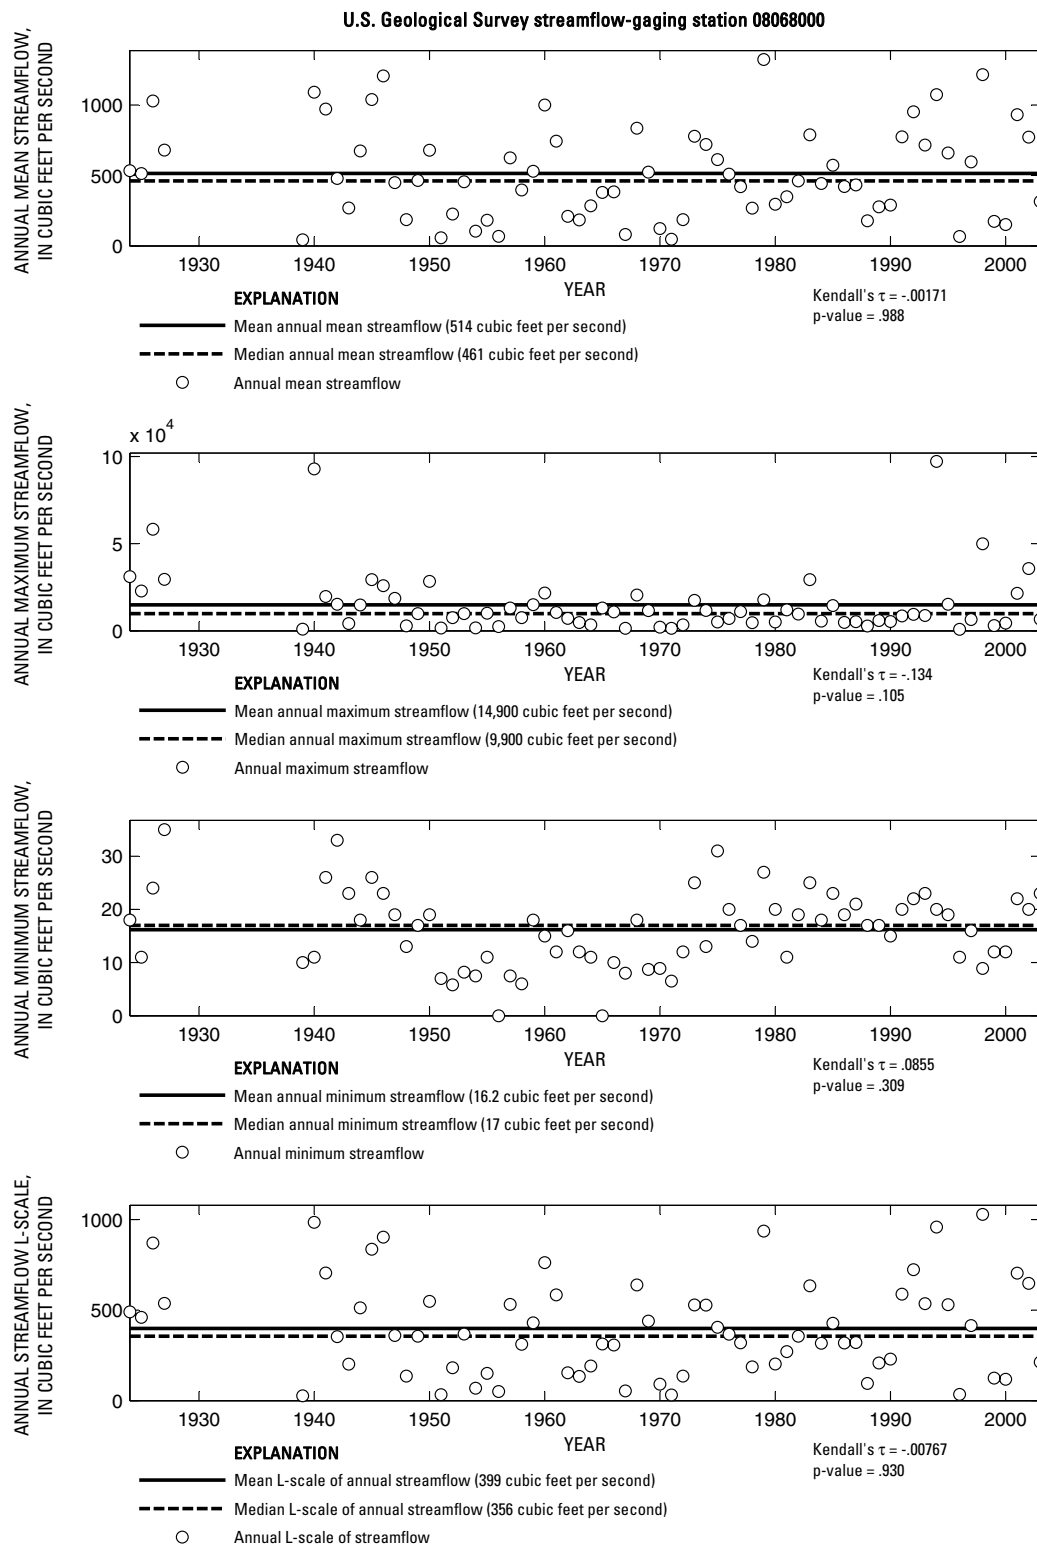 U.S. Geological Survey streamflow-gaging station 08068000
ANNUAL MEAN STREAMFLOW,
IN CUBIC FEET PER SECOND
1000
500
0
1930 1940 1950 1960 1970 1980 1990 2000
YEAR
Kendall's τ = -.00171
p-value = .988
EXPLANATION
Mean annual mean streamflow (514 cubic feet per second)
Median annual mean streamflow (461 cubic feet per second)
Annual mean streamflow
ANNUAL MAXIMUM STREAMFLOW,
IN CUBIC FEET PER SECOND
x 10^4
10
5
0
1930 1940 1950 1960 1970 1980 1990 2000
YEAR
Kendall's τ = -.134
p-value = .105
EXPLANATION
Mean annual maximum streamflow (14,900 cubic feet per second)
Median annual maximum streamflow (9,900 cubic feet per second)
Annual maximum streamflow
ANNUAL MINIMUM STREAMFLOW,
IN CUBIC FEET PER SECOND
30
20
10
0
1930 1940 1950 1960 1970 1980 1990 2000
YEAR
Kendall's τ = .0855
p-value = .309
EXPLANATION
Mean annual minimum streamflow (16.2 cubic feet per second)
Median annual minimum streamflow (17 cubic feet per second)
Annual minimum streamflow
ANNUAL STREAMFLOW L-SCALE,
IN CUBIC FEET PER SECOND
1000
500
0
1930 1940 1950 1960 1970 1980 1990 2000
YEAR
Kendall's τ = -.00767
p-value = .930
EXPLANATION
Mean L-scale of annual streamflow (399 cubic feet per second)
Median L-scale of annual streamflow (356 cubic feet per second)
Annual L-scale of streamflow